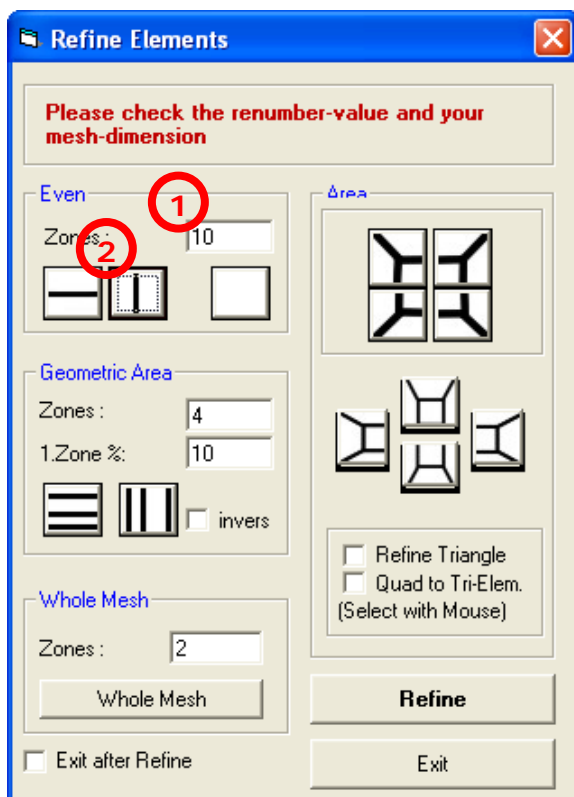 Refine Elements
Please check the renumber-value and your
mesh-dimension
Even
1
Zones :
10
2
Geometric Area
Zones :
4
1.Zone %:
10
invers
Whole Mesh
Zones :
2
Whole Mesh
Exit after Refine
Area
Refine Triangle
Quad to Tri-Elem.
(Select with Mouse)
Refine
Exit